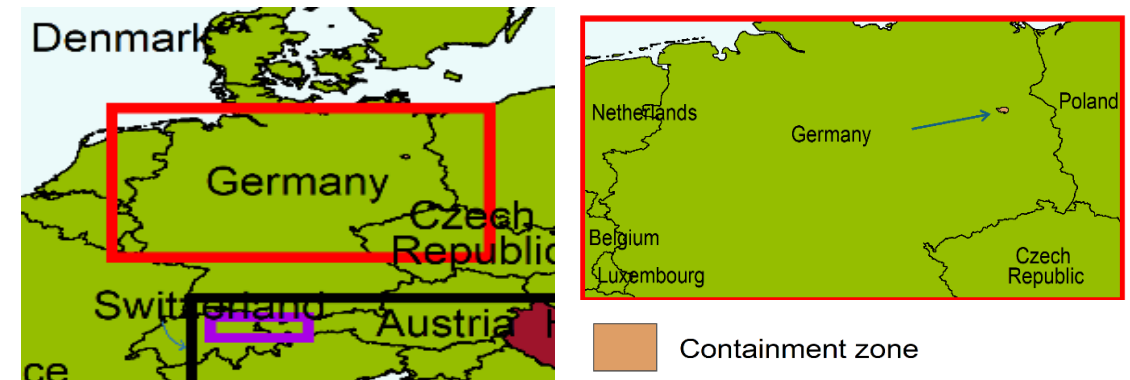 Denmark
Germany
Czech
Republic
Switzerland
Austria
H
ce
Netherlands
Poland
Germany
Belgium
Czech
Republic
Luxembourg
Containment zone